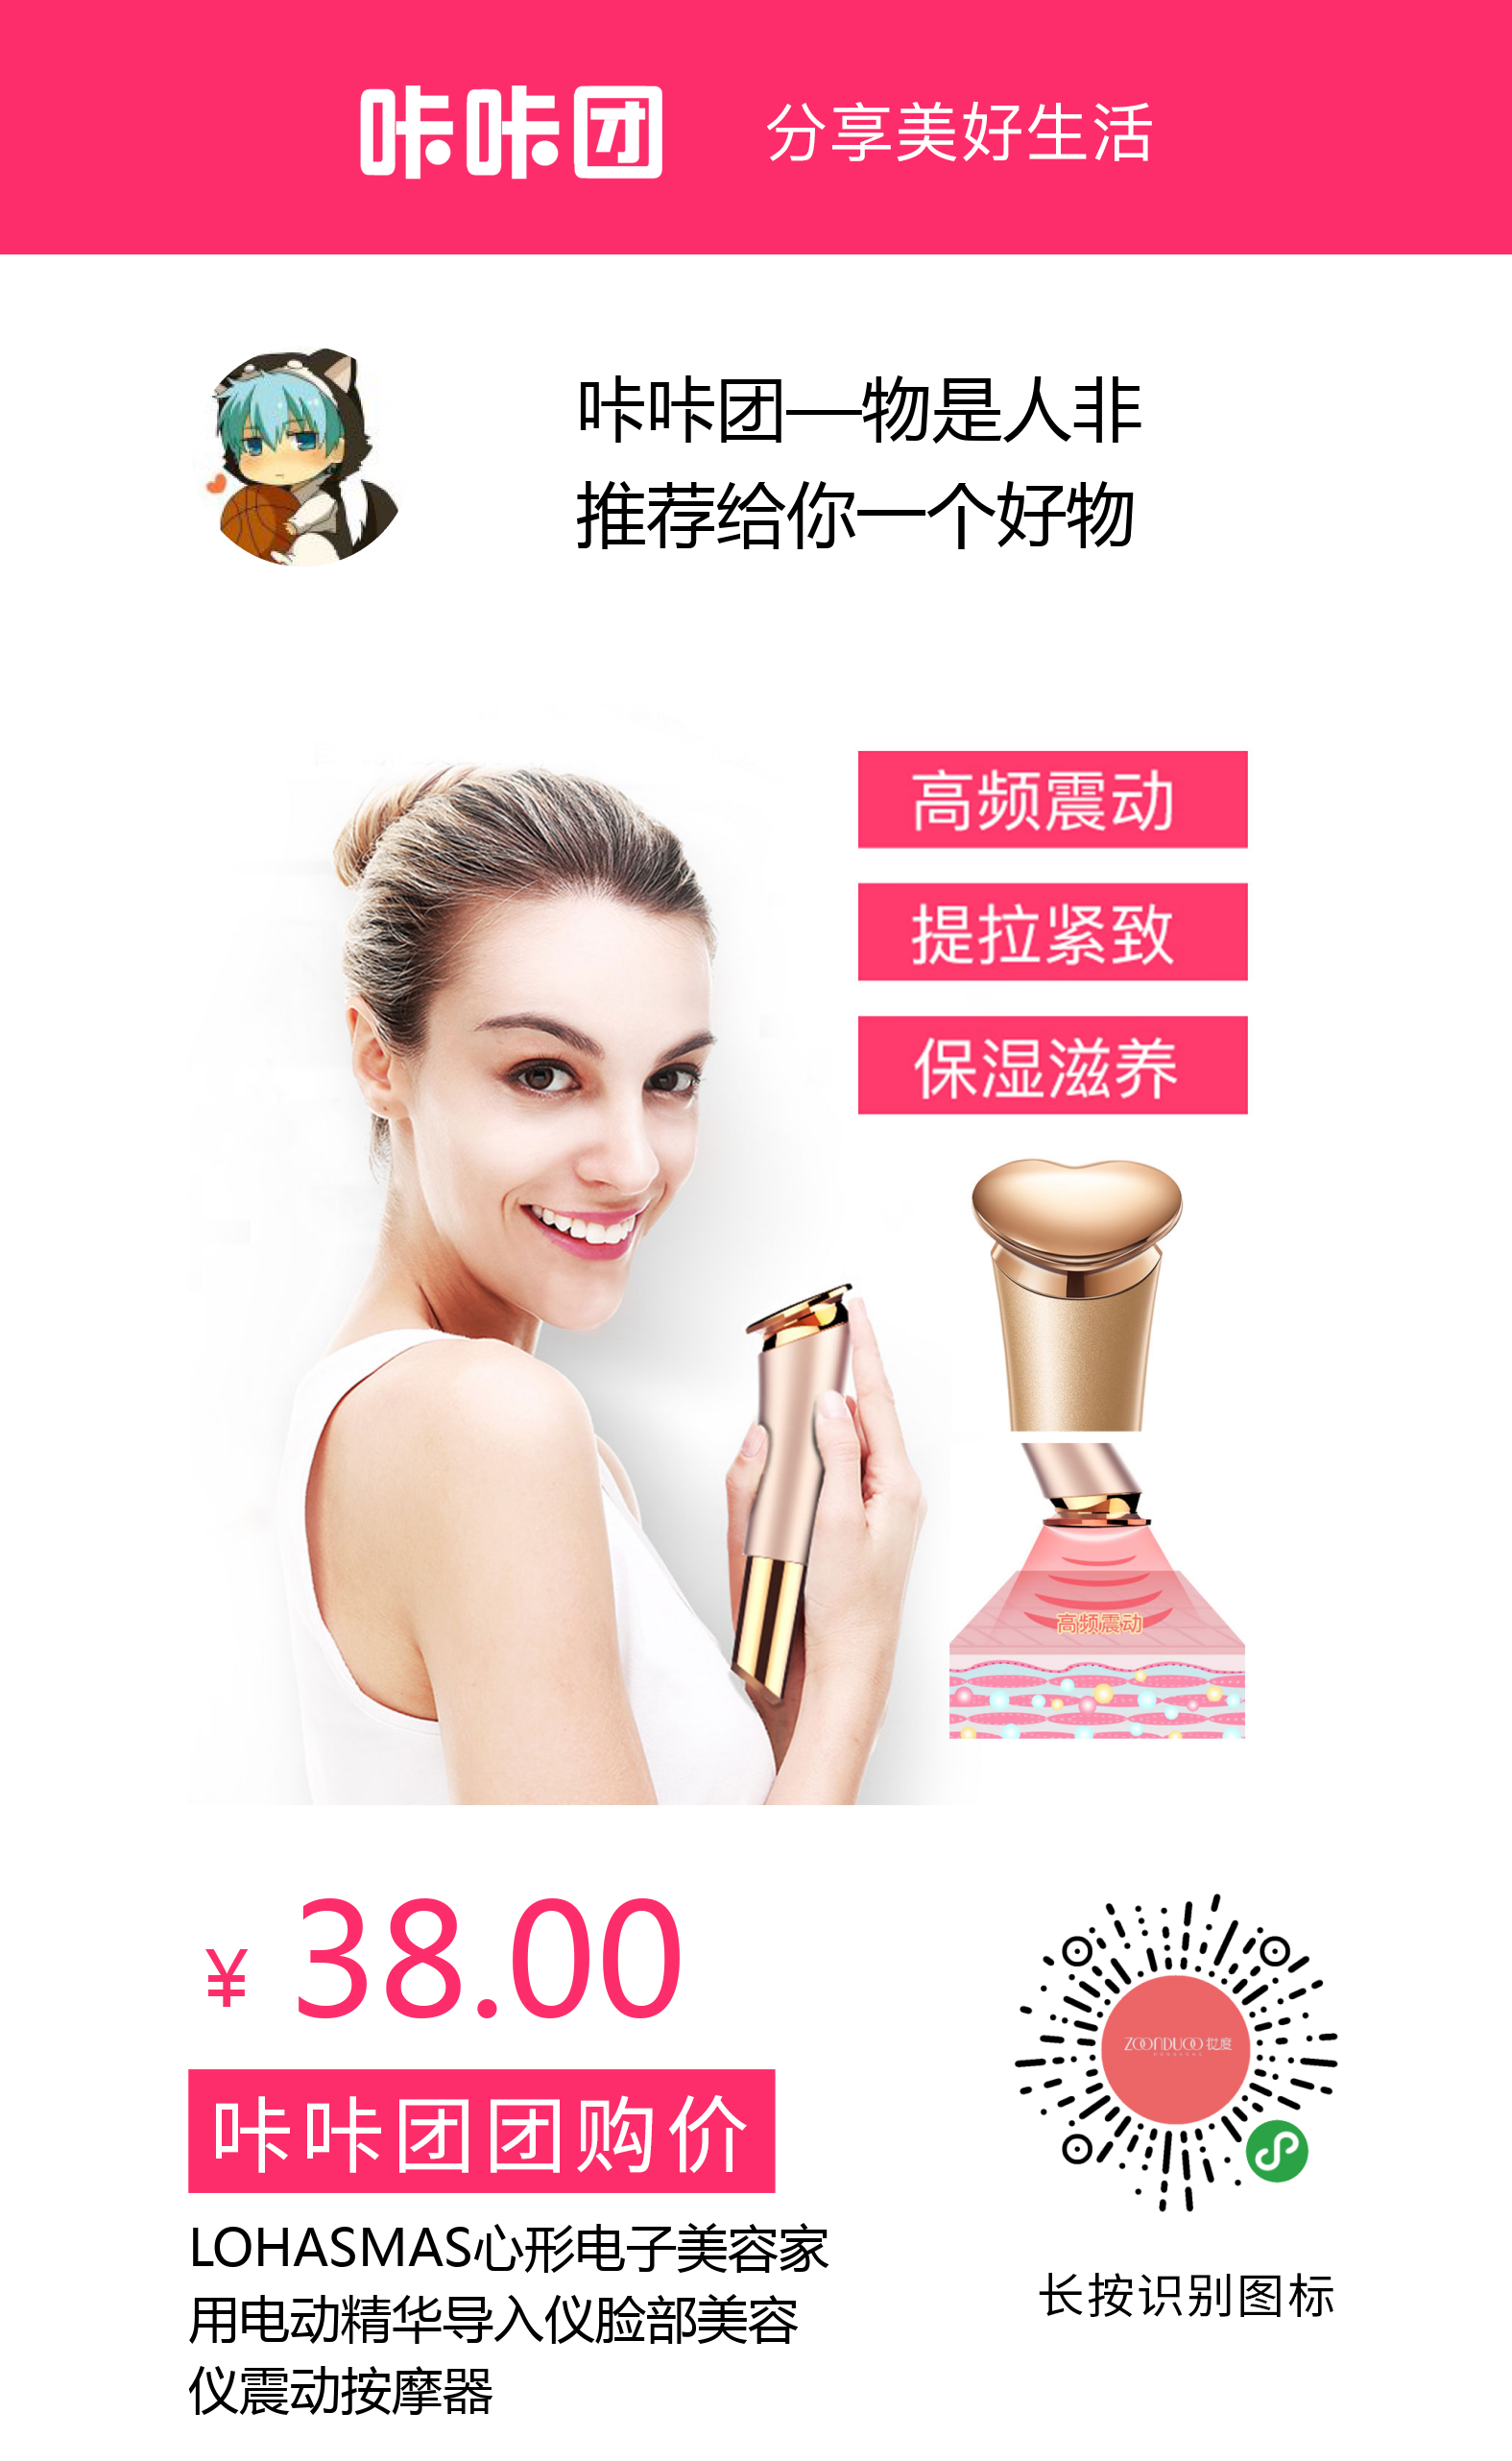 咔咔团 分享美好生活
咔咔团—物是人非
推荐给你一个好物
高频震动
提拉紧致
保湿滋养
高频震动
¥ 38.00
咔咔团团购价
LOHASMAS心形电子美容家
用电动精华导入仪脸部美容
仪震动按摩器
ZOONDUOO
长按识别图标